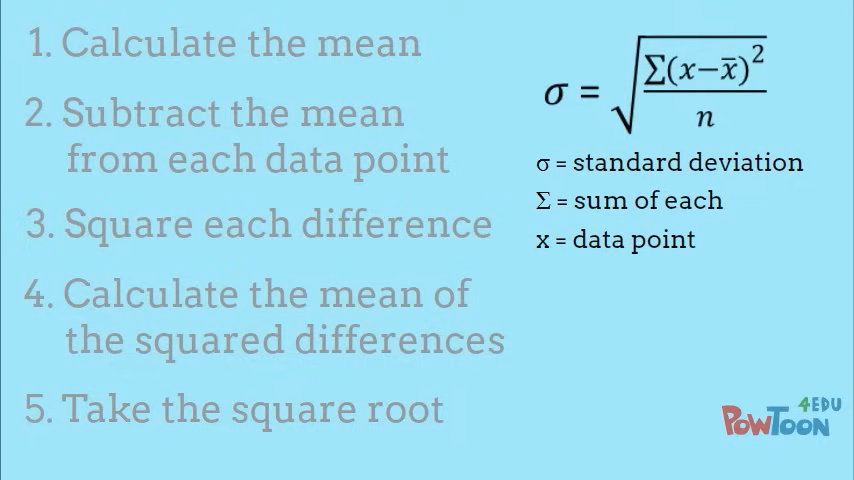 1. Calculate the mean
2. Subtract the mean
from each data point
3. Square each difference
4. Calculate the mean of
the squared differences
5. Take the square root
σ = √(Σ(x−x̄)²/n)
σ = standard deviation
Σ = sum of each
x = data point
4EDU
PowToon